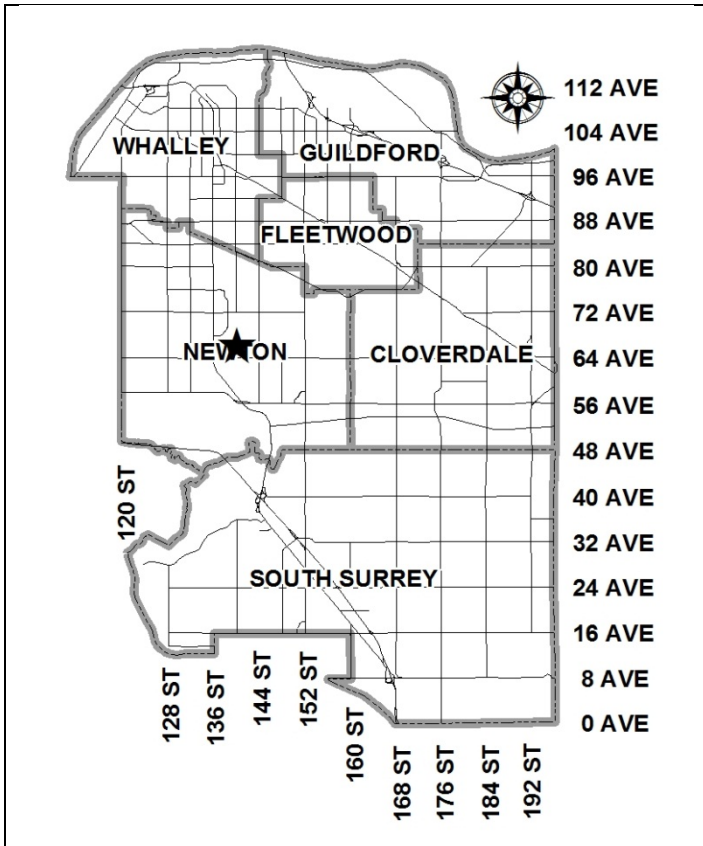 112 AVE
104 AVE
WHALLEY
GUILDFORD
96 AVE
88 AVE
FLEETWOOD
80 AVE
72 AVE
NEWTON
CLOVERDALE
64 AVE
56 AVE
48 AVE
120 ST
40 AVE
32 AVE
SOUTH SURREY
24 AVE
16 AVE
128 ST
136 ST
144 ST
152 ST
160 ST
8 AVE
0 AVE
168 ST
176 ST
184 ST
192 ST